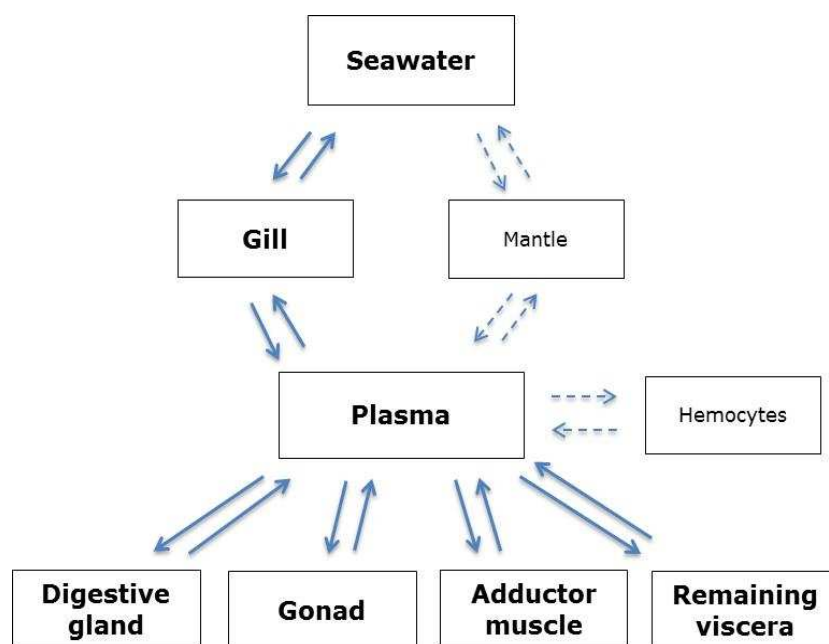 Seawater
Gill
Mantle
Plasma
Hemocytes
Digestive
gland
Gonad
Adductor
muscle
Remaining
viscera